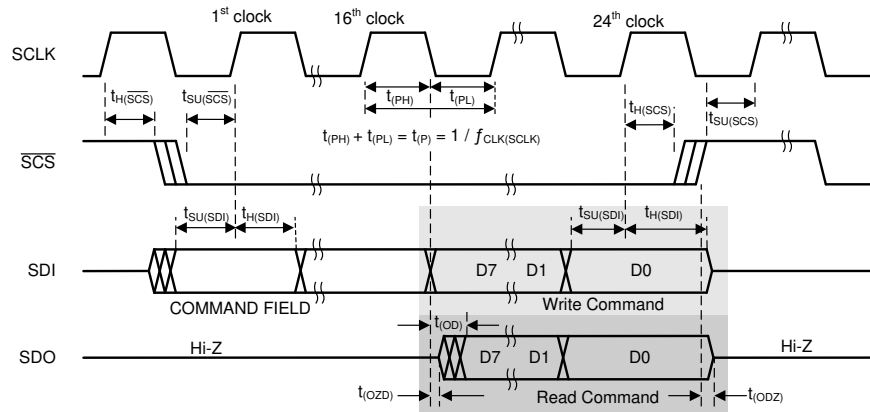 1st clock 16th clock 24th clock
SCLK
t(PH) t(PL)
tH(SCS) tSU(SCS) tH(SCS) tSU(SCS)
t(PH) + t(PL) = t(P) = 1 / fCLK(SCLK)
SCS
tSU(SDI) tH(SDI) tSU(SDI) tH(SDI)
SDI D7 D1 D0
COMMAND FIELD Write Command
t(OD)
SDO Hi-Z D7 D1 D0 Hi-Z
t(OZD) Read Command t(ODZ)